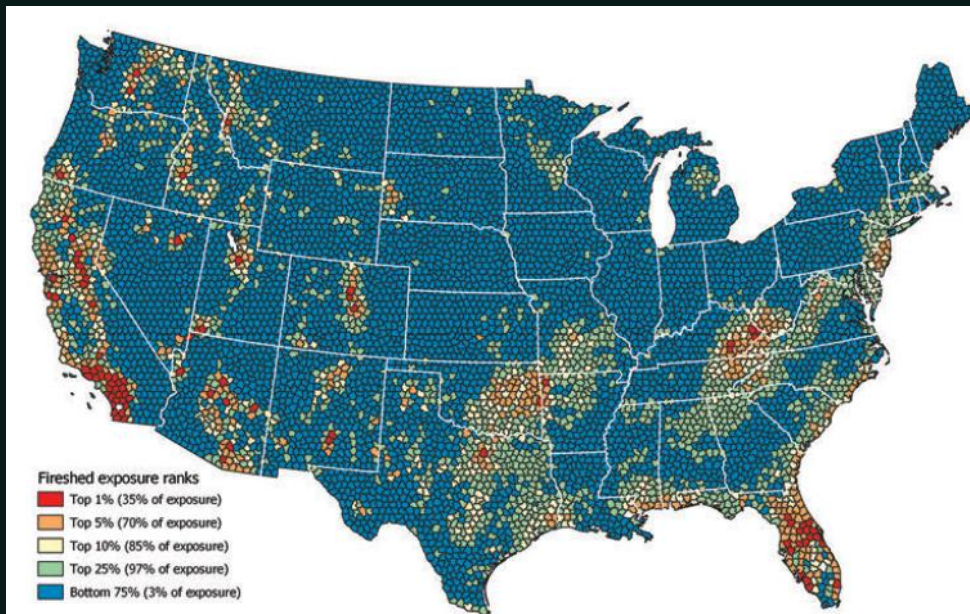 Fireshed exposure ranks
Top 1% (35% of exposure)
Top 5% (70% of exposure)
Top 10% (85% of exposure)
Top 25% (97% of exposure)
Bottom 75% (3% of exposure)